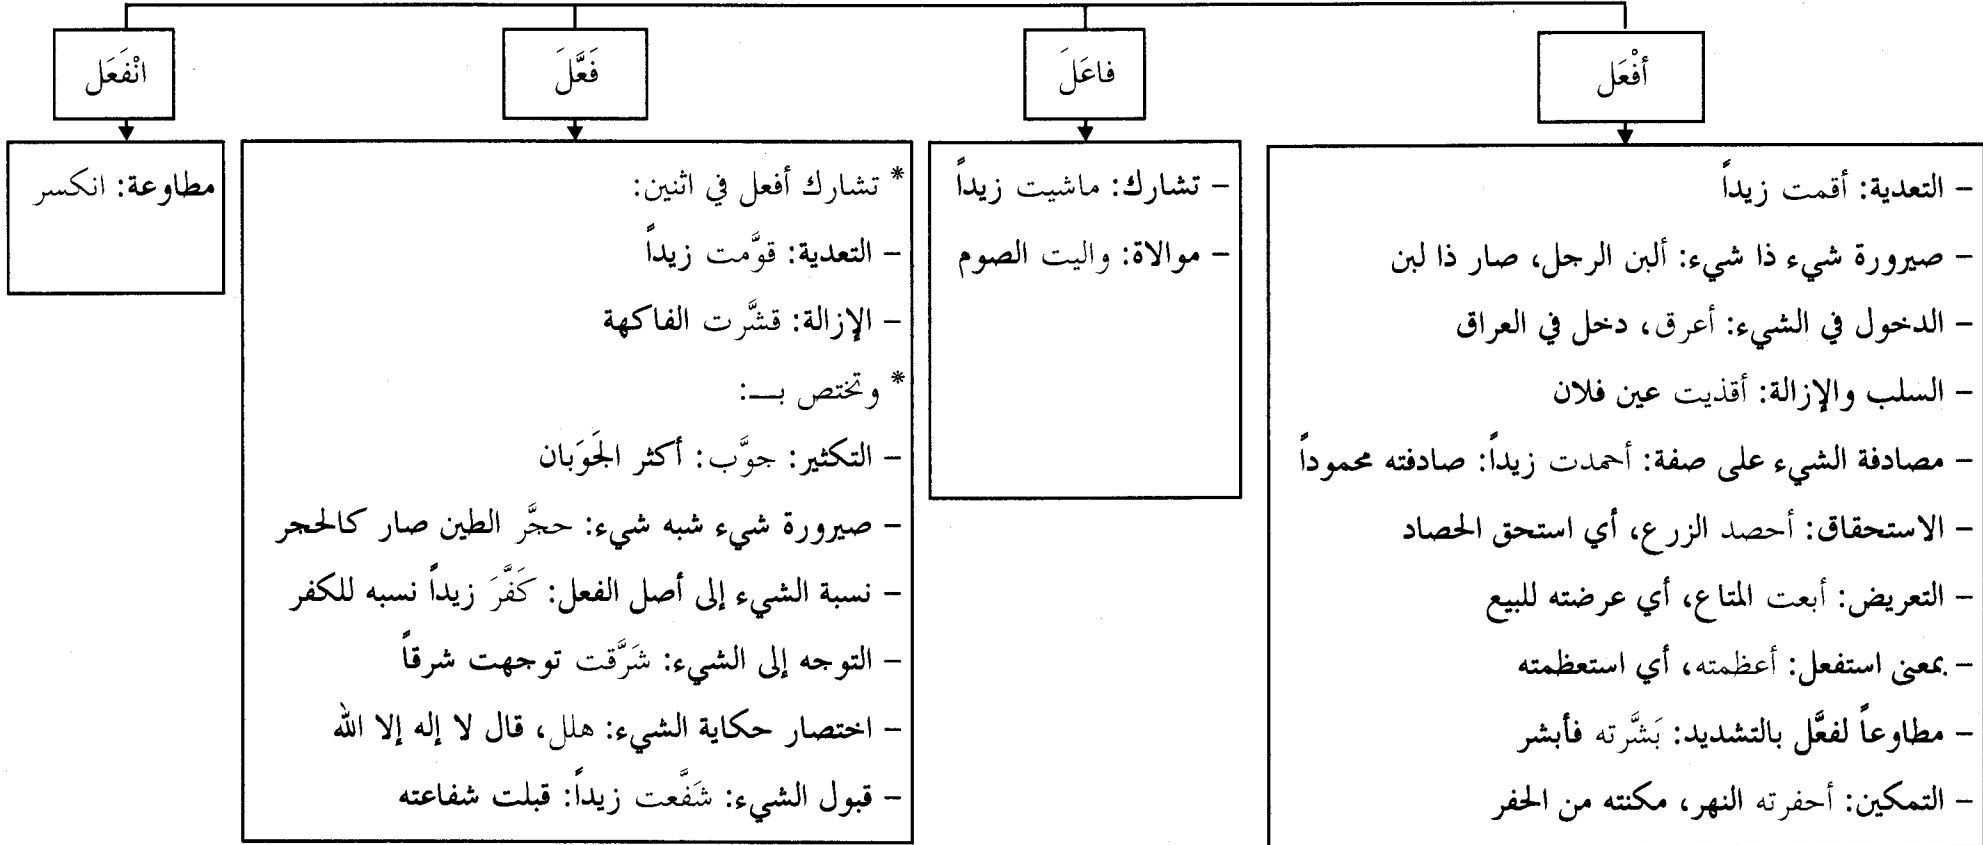 أفْعَل
- التعدية: أقمت زيداً
- صيرورة شيء ذا شيء: ألبن الرجل، صار ذا لبن
- الدخول في الشيء: أعرق، دخل في العراق
- السلب والإزالة: أقذيت عين فلان
- مصادفة الشيء على صفة: أحمدت زيداً: صادفته محموداً
- الاستحقاق: أحصد الزرع، أي استحق الحصاد
- التعريض: أبعت المتاع، أي عرضته للبيع
- بمعنى استفعل: أعظمته، أي استعظمته
- مطاوعاً لفعَّل بالتشديد: بَشَّرته فأبشر
- التمكين: أحفرته النهر، مكنته من الحفر
فاعَلَ
- تشارك: ماشيت زيداً
- موالاة: واليت الصوم
فَعَّلَ
* تشارك أفعل في اثنين:
- التعدية: قوَّمت زيداً
- الإزالة: قشَّرت الفاكهة
* وتختص بــ:
- التكثير: جوَّب: أكثر الجَوَبان
- صيرورة شيء شبه شيء: حجَّر الطين صار كالحجر
- نسبة الشيء إلى أصل الفعل: كَفَّرَ زيداً نسبه للكفر
- التوجه إلى الشيء: شَرَّقت توجهت شرقاً
- اختصار حكاية الشيء: هلل، قال لا إله إلا الله
- قبول الشيء: شَفَّعت زيداً: قبلت شفاعته
انْفَعَل
مطاوعة: انكسر